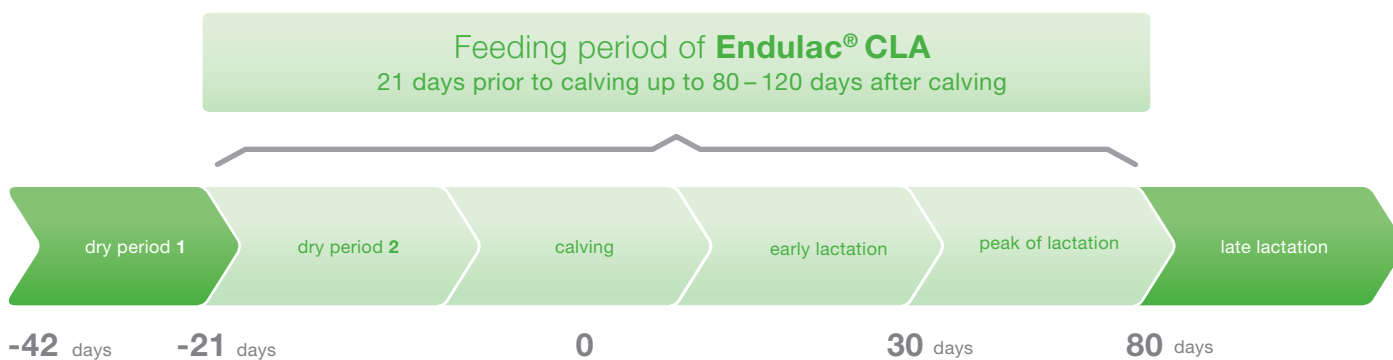 Feeding period of Endulac® CLA
21 days prior to calving up to 80 – 120 days after calving
dry period 1
dry period 2
calving
early lactation
peak of lactation
late lactation
-42 days
-21 days
0
30 days
80 days